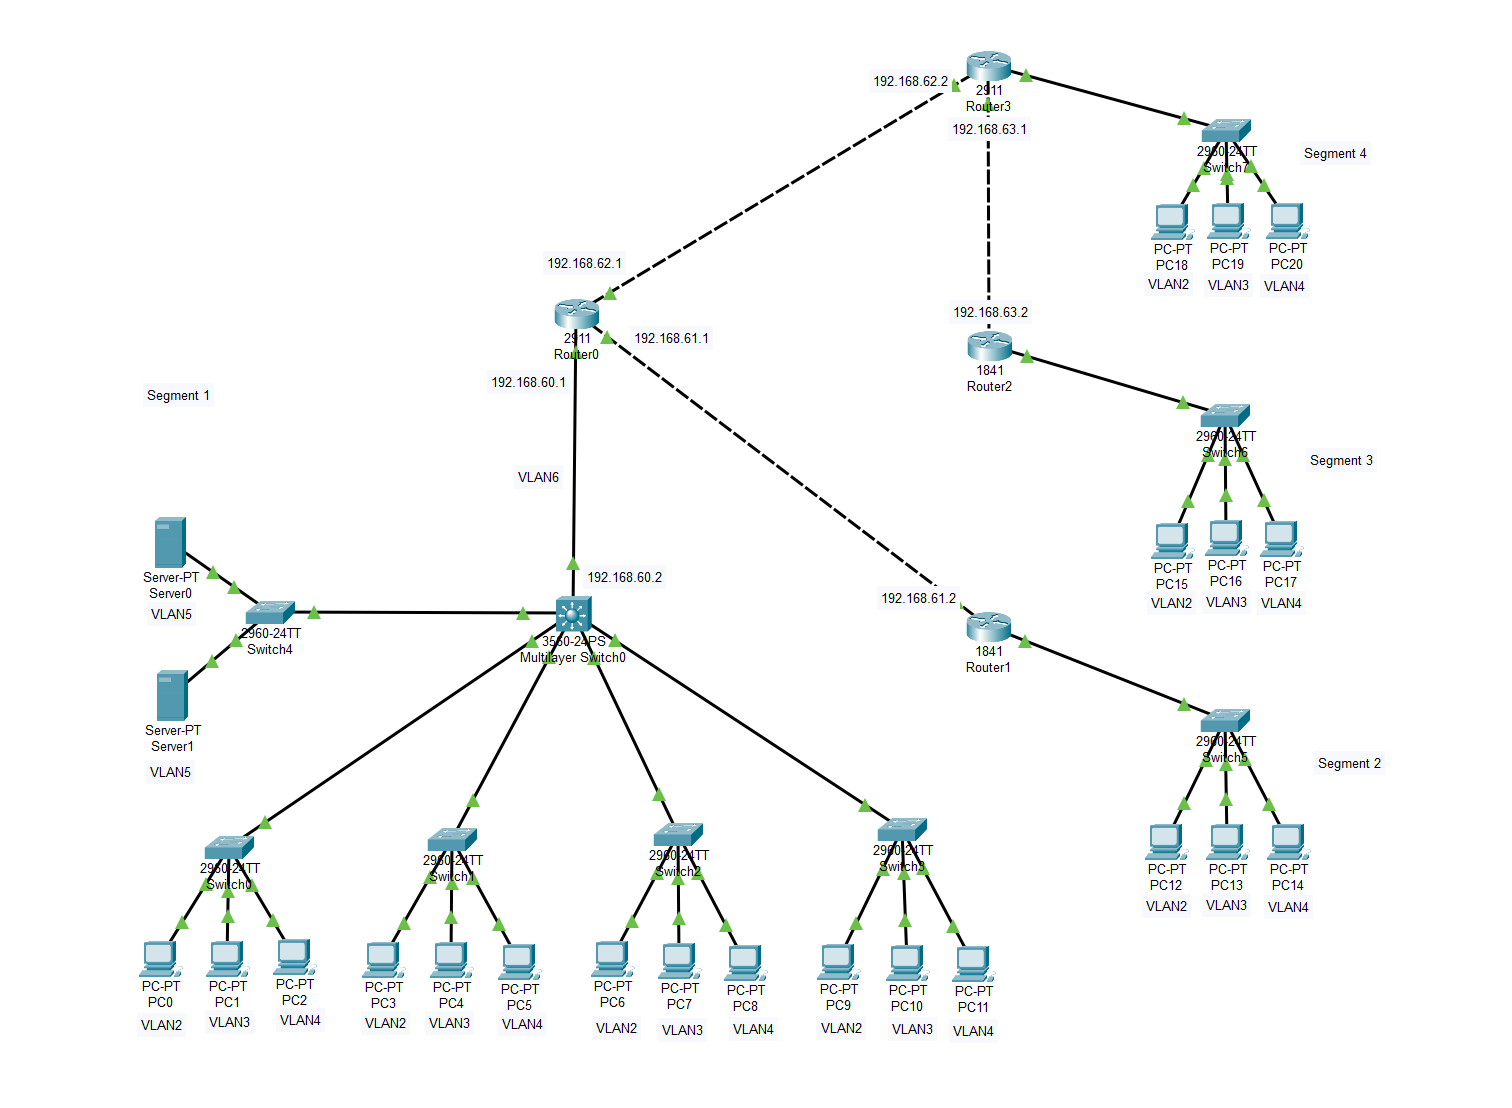 192.168.62.2
2911
Router3
192.168.63.1
2960-24TT
Switch7
Segment 4
PC-PT
PC18
VLAN2
PC-PT
PC19
VLAN3
PC-PT
PC20
VLAN4
192.168.62.1
2911
Router0
192.168.61.1
192.168.60.1
192.168.63.2
1841
Router2
Segment 1
2960-24TT
Switch6
Segment 3
PC-PT
PC15
VLAN2
PC-PT
PC16
VLAN3
PC-PT
PC17
VLAN4
VLAN6
192.168.60.2
Server-PT
Server0
VLAN5
2960-24TT
Switch4
3560-24PS
Multilayer Switch0
192.168.61.2
1841
Router1
Server-PT
Server1
VLAN5
2960-24TT
Switch5
Segment 2
PC-PT
PC12
VLAN2
PC-PT
PC13
VLAN3
PC-PT
PC14
VLAN4
2960-24TT
Switch0
2960-24TT
Switch1
2960-24TT
Switch2
2960-24TT
Switch3
PC-PT
PC0
VLAN2
PC-PT
PC1
VLAN3
PC-PT
PC2
VLAN4
PC-PT
PC3
VLAN2
PC-PT
PC4
VLAN3
PC-PT
PC5
VLAN4
PC-PT
PC6
VLAN2
PC-PT
PC7
VLAN3
PC-PT
PC8
VLAN4
PC-PT
PC9
VLAN2
PC-PT
PC10
VLAN3
PC-PT
PC11
VLAN4